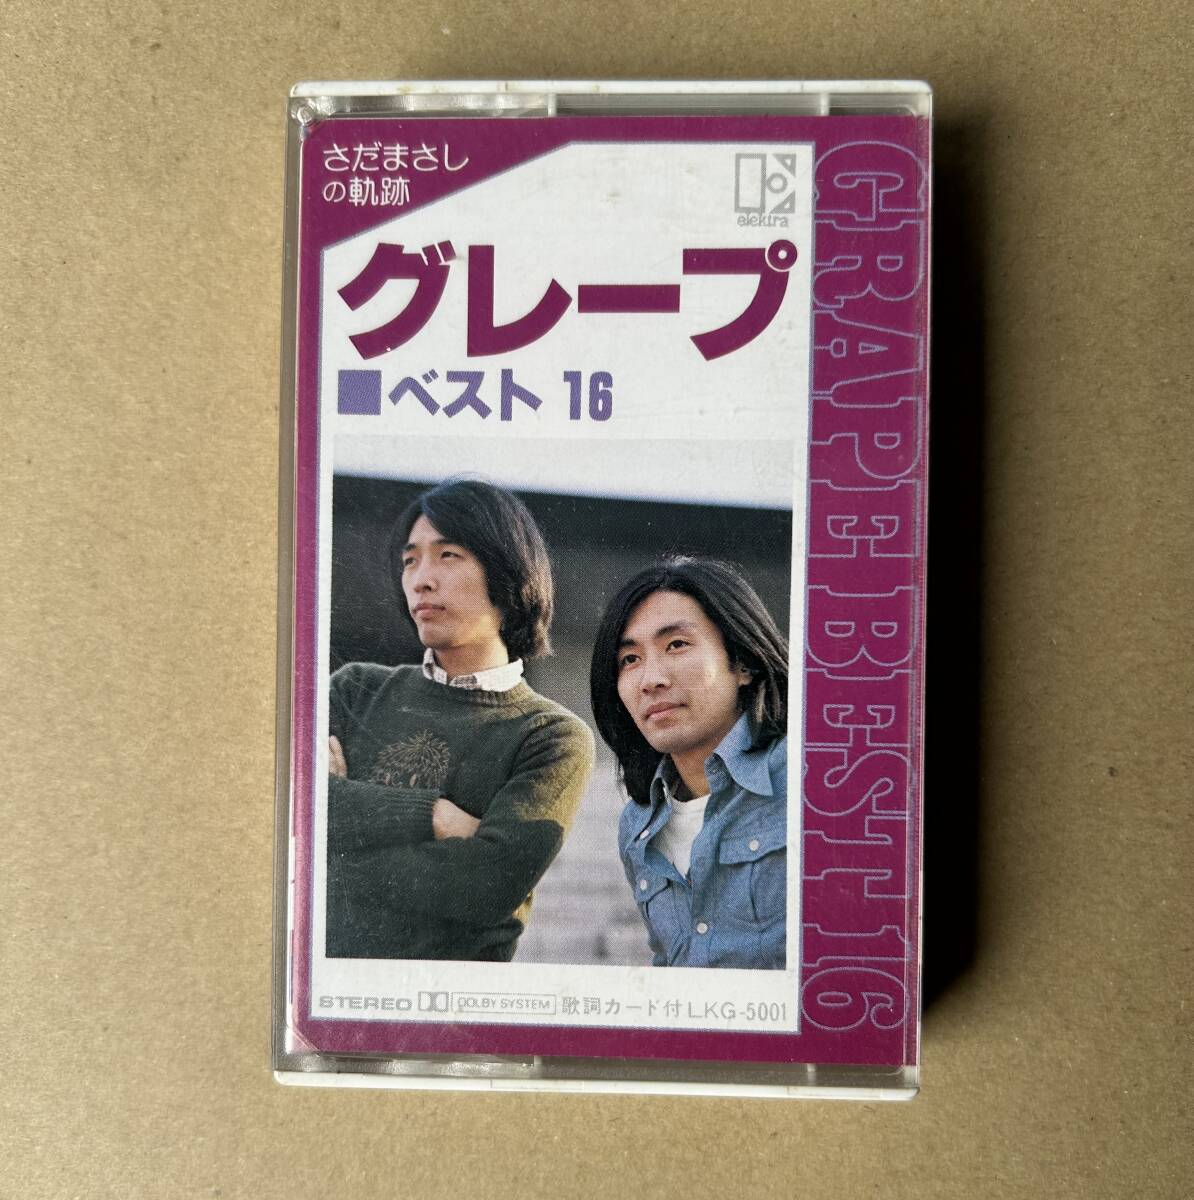 さだまさし
の軌跡
elektra
グレープ
■ベスト 16
GRAPE BEST 16
STEREO DOLBY SYSTEM 歌詞カード付 LKG-5001